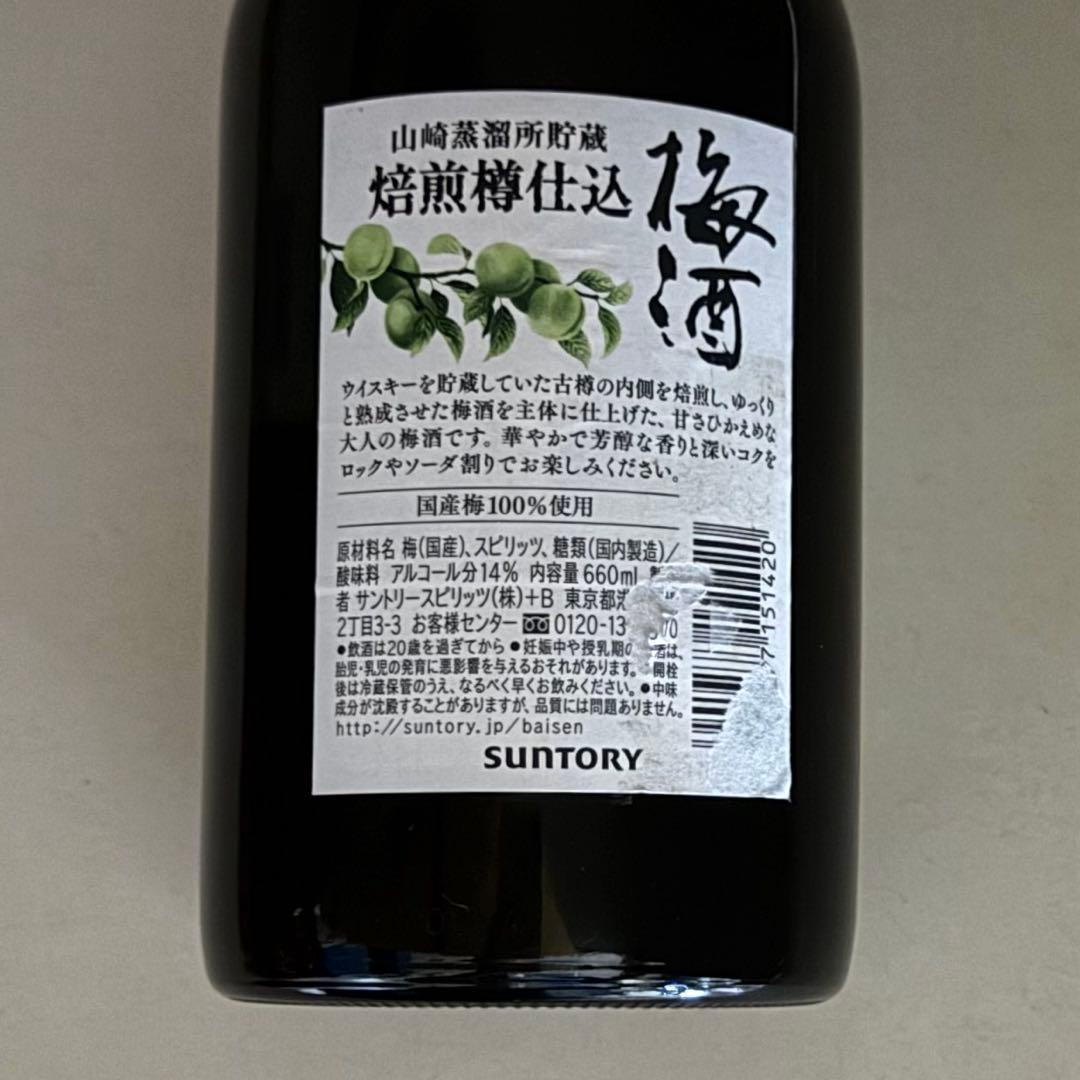 山崎蒸溜所貯蔵
焙煎樽仕込
梅酒
ウイスキーを貯蔵していた古樽の内側を焙煎し、ゆっくり
と熟成させた梅酒を主体に仕上げた、甘さひかえめな
大人の梅酒です。華やかで芳醇な香りと深いコクを
ロックやソーダ割りでお楽しみください。
国産梅100%使用
原材料名 梅(国産)、スピリッツ、糖類(国内製造)/
酸味料 アルコール分14% 内容量660ml
者 サントリースピリッツ(株)+B 東京都
2丁目3-3 お客様センター 0120-13
●飲酒は20歳を過ぎてから ●妊娠中や授乳期の 酒は、
胎児・乳児の発育に悪影響を与えるおそれがあります。 開栓
後は冷蔵保管のうえ、なるべく早くお飲みください。●中味
成分が沈殿することがありますが、品質には問題ありません。
http://suntory.jp/baisen
SUNTORY
7 151420